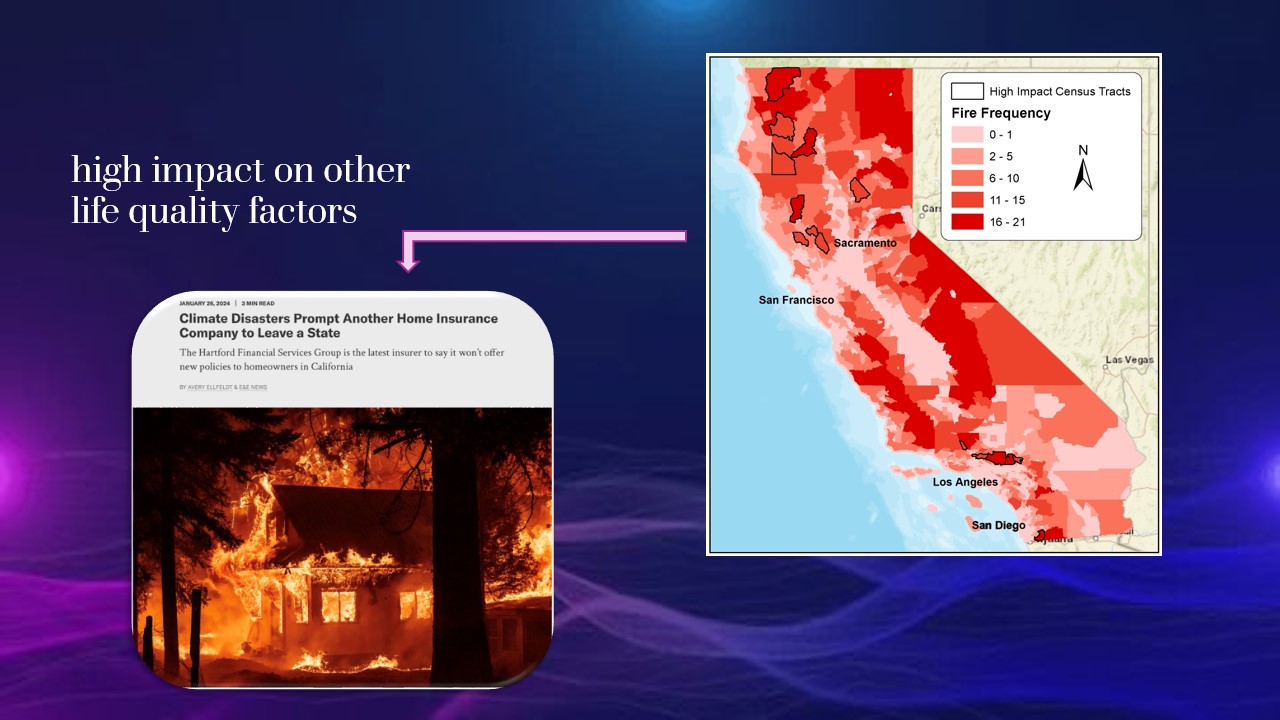 high impact on other
life quality factors
JANUARY 26, 2024 | 3 MIN READ
Climate Disasters Prompt Another Home Insurance
Company to Leave a State
The Hartford Financial Services Group is the latest insurer to say it won't offer
new policies to homeowners in California
BY AVERY ELLFELDT & E&E NEWS
High Impact Census Tracts
Fire Frequency
0 - 1
2 - 5
6 - 10
11 - 15
16 - 21
N
Sacramento
San Francisco
Las Vegas
Los Angeles
San Diego